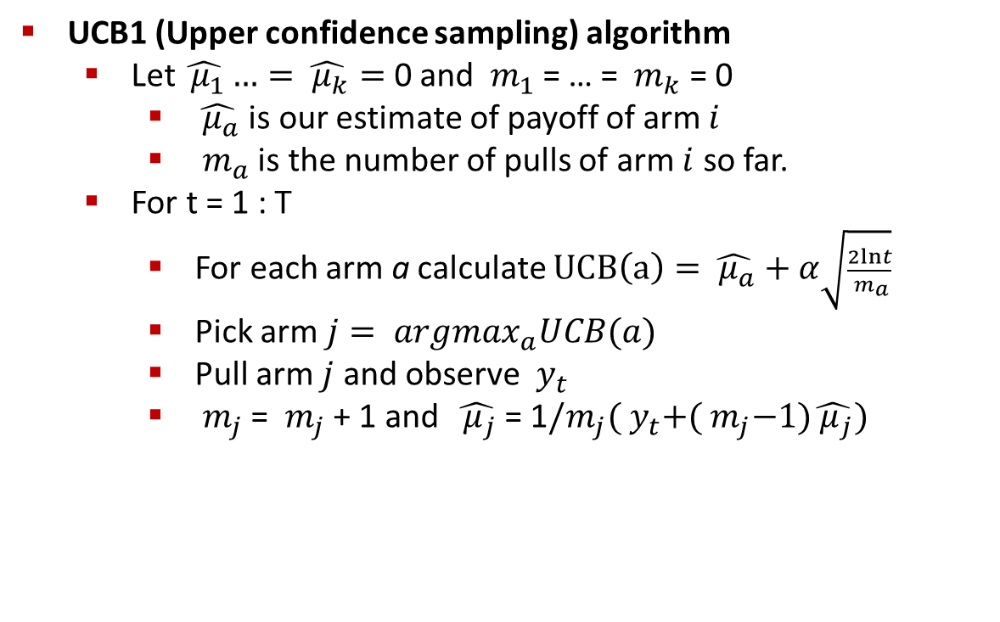 ▪ UCB1 (Upper confidence sampling) algorithm
▪ Let $\widehat{\mu_1}$ … = $\widehat{\mu_k}$ = 0 and $m_1$ = … = $m_k$ = 0
▪ $\widehat{\mu_a}$ is our estimate of payoff of arm $i$
▪ $m_a$ is the number of pulls of arm $i$ so far.
▪ For t = 1 : T
▪ For each arm a calculate UCB(a) = $\widehat{\mu_a} + \alpha \sqrt{\frac{2 \ln t}{m_a}}$
▪ Pick arm $j = argmax_a UCB(a)$
▪ Pull arm $j$ and observe $y_t$
▪ $m_j$ = $m_j$ + 1 and $\widehat{\mu_j}$ = $1/m_j (y_t + (m_j - 1) \widehat{\mu_j})$